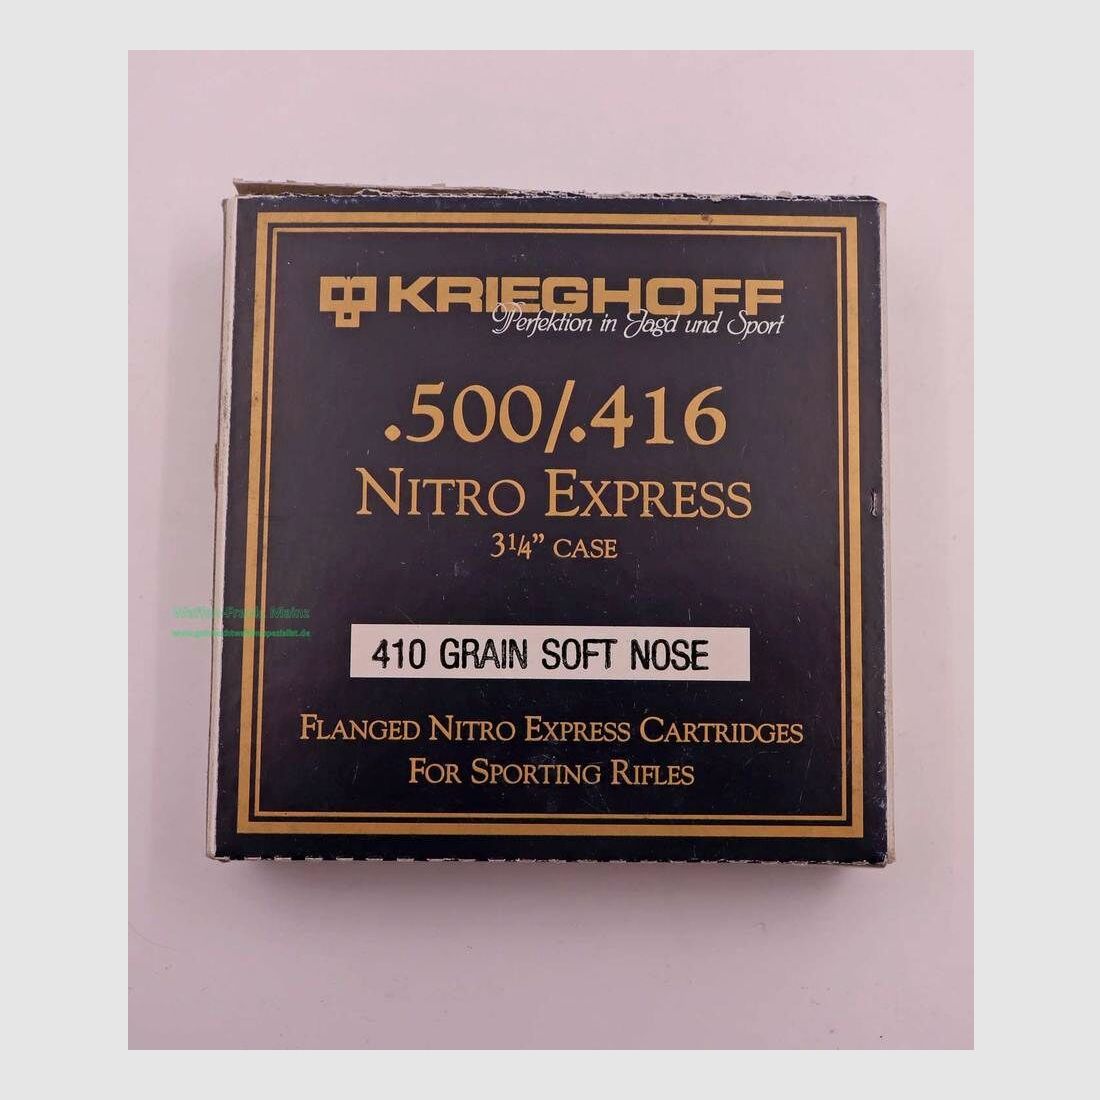 KRIEGHOFF
Perfektion in Jagd und Sport
.500/.416
NITRO EXPRESS
3¼” CASE
Mainz
410 GRAIN SOFT NOSE
FLANGED NITRO EXPRESS CARTRIDGES
FOR SPORTING RIFLES